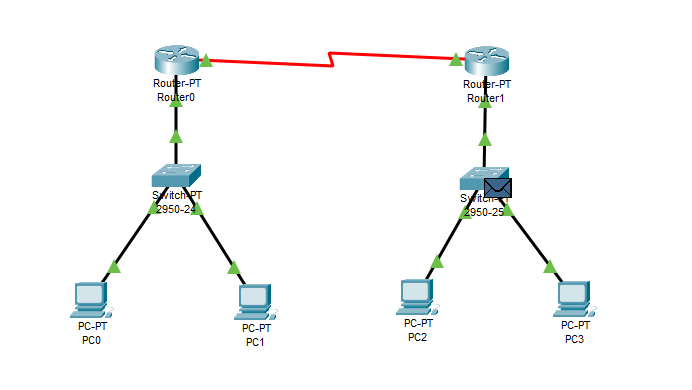 Router-PT
Router0
Router-PT
Router1
Switch-PT
2950-24
2950-25
PC-PT
PC0
PC-PT
PC1
PC-PT
PC2
PC-PT
PC3